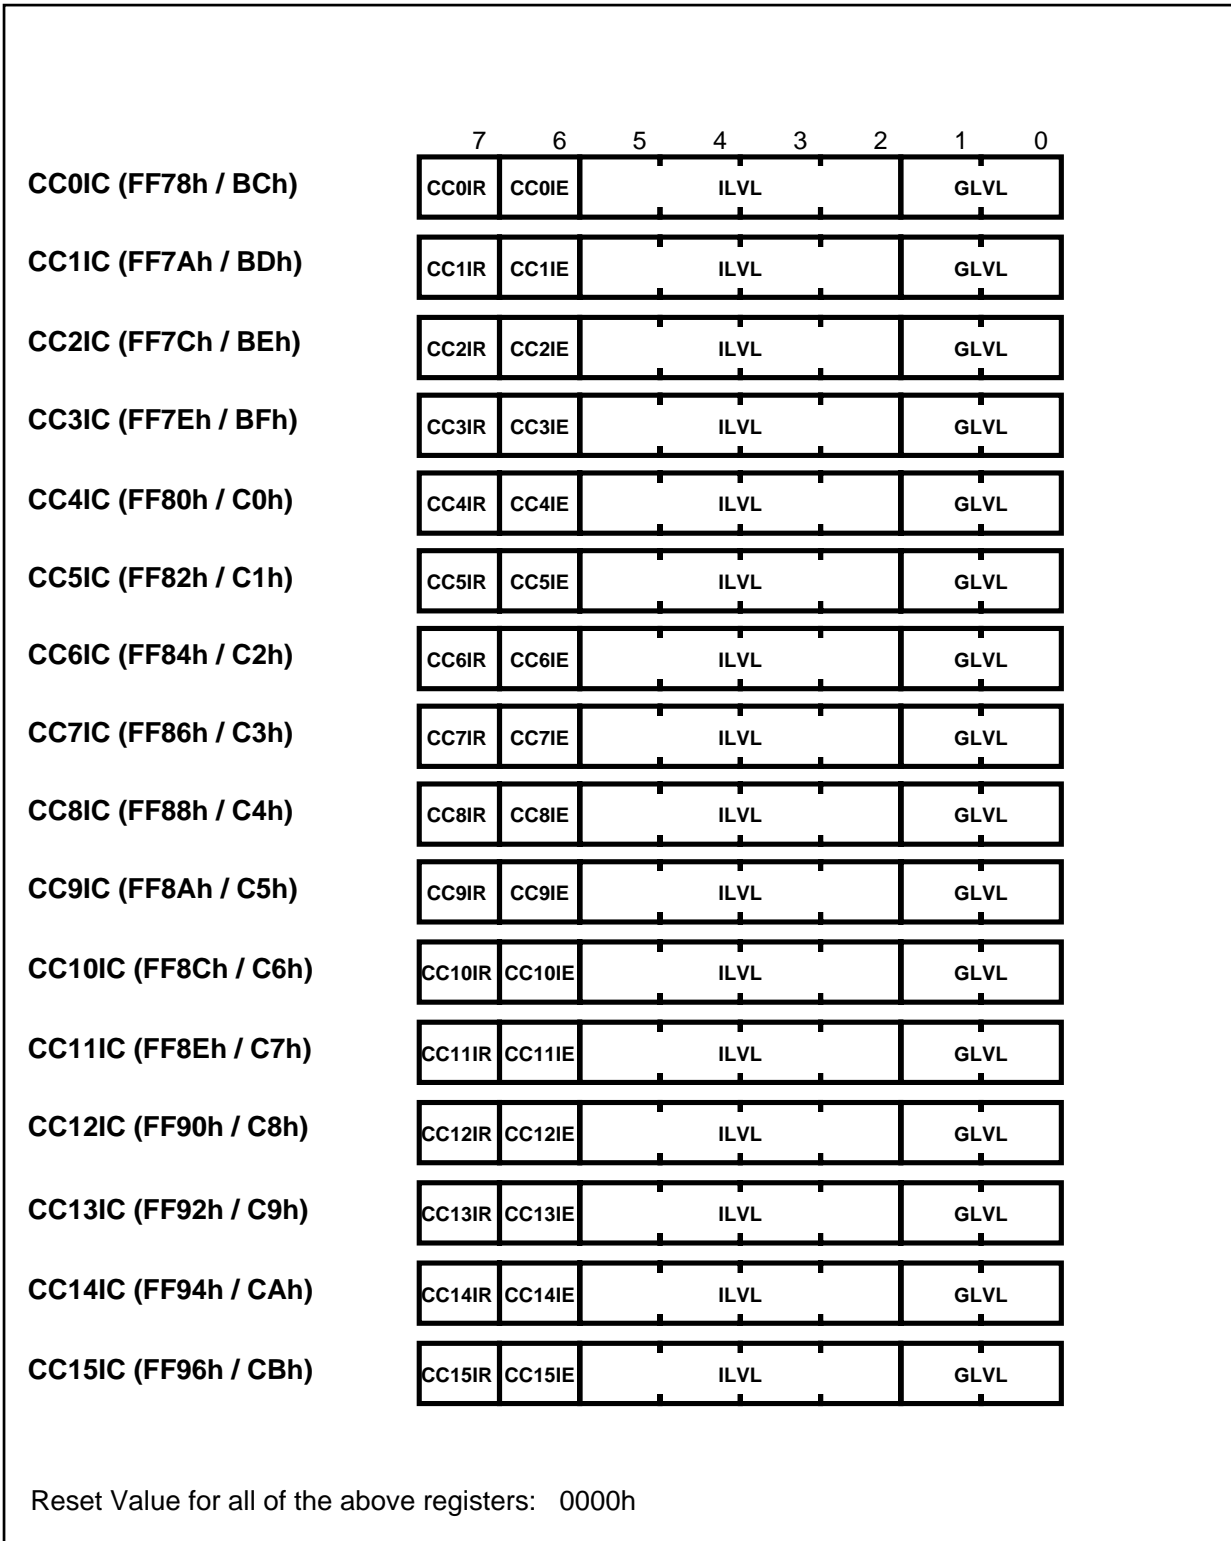 7 6 5 4 3 2 1 0
CC0IC (FF78h / BCh) CC0IR CC0IE ILVL GLVL
CC1IC (FF7Ah / BDh) CC1IR CC1IE ILVL GLVL
CC2IC (FF7Ch / BEh) CC2IR CC2IE ILVL GLVL
CC3IC (FF7Eh / BFh) CC3IR CC3IE ILVL GLVL
CC4IC (FF80h / C0h) CC4IR CC4IE ILVL GLVL
CC5IC (FF82h / C1h) CC5IR CC5IE ILVL GLVL
CC6IC (FF84h / C2h) CC6IR CC6IE ILVL GLVL
CC7IC (FF86h / C3h) CC7IR CC7IE ILVL GLVL
CC8IC (FF88h / C4h) CC8IR CC8IE ILVL GLVL
CC9IC (FF8Ah / C5h) CC9IR CC9IE ILVL GLVL
CC10IC (FF8Ch / C6h) CC10IR CC10IE ILVL GLVL
CC11IC (FF8Eh / C7h) CC11IR CC11IE ILVL GLVL
CC12IC (FF90h / C8h) CC12IR CC12IE ILVL GLVL
CC13IC (FF92h / C9h) CC13IR CC13IE ILVL GLVL
CC14IC (FF94h / CAh) CC14IR CC14IE ILVL GLVL
CC15IC (FF96h / CBh) CC15IR CC15IE ILVL GLVL
Reset Value for all of the above registers: 0000h